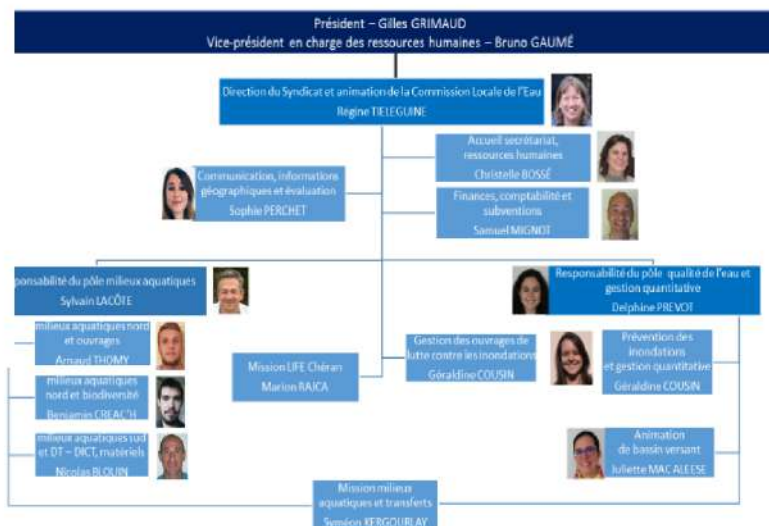 Président – Gilles GRIMAUD
Vice-président en charge des ressources humaines – Bruno GAUMÉ
Direction du Syndicat et animation de la Commission Locale de l'Eau
Régine TIELEGUINE
Accueil secrétariat,
ressources humaines
Christelle BOSSÉ
Communication, informations
géographiques et évaluation
Sophie PERCHET
Finances, comptabilité et
subventions
Samuel MIGNOT
ponsabilité du pôle milieux aquatiques
Sylvain LACÔTE
Responsabilité du pôle qualité de l'eau et
gestion quantitative
Delphine PREVOT
milieux aquatiques nord
et ouvrages
Arnaud THOMY
milieux aquatiques
nord et biodiversité
Benjamin CREAC'H
milieux aquatiques sud
et DT – DICT, matériels
Nicolas BLOUIN
Mission LIFE Chéran
Marion RAJCA
Gestion des ouvrages de
lutte contre les inondations
Géraldine COUSIN
Prévention des
inondations
et gestion quantitative
Géraldine COUSIN
Animation
de bassin versant
Juliette MAC ALEESE
Mission milieux
aquatiques et transferts
Syméon KERGOURLAY